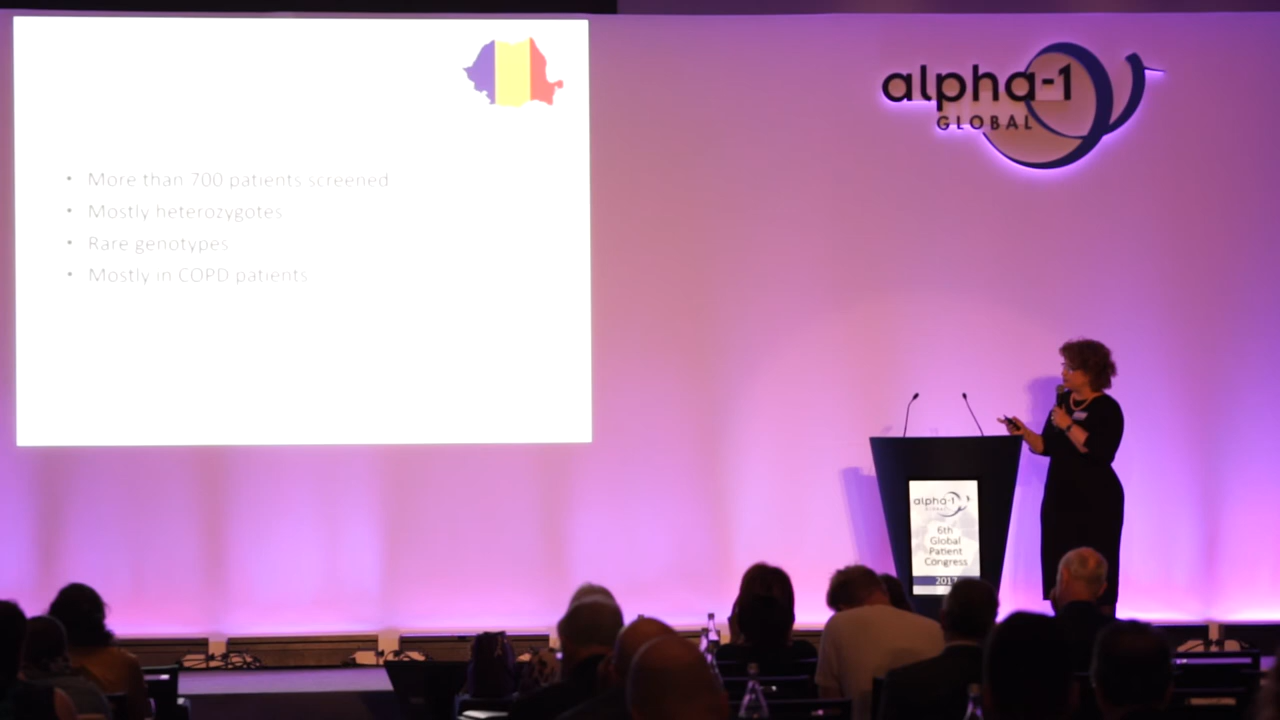 • More than 700 patients screened
• Mostly heterozygotes
• Rare genotypes
• Mostly in COPD patients
alpha-1
GLOBAL
alpha-1
GLOBAL
6th
Global
Patient
Congress
2017